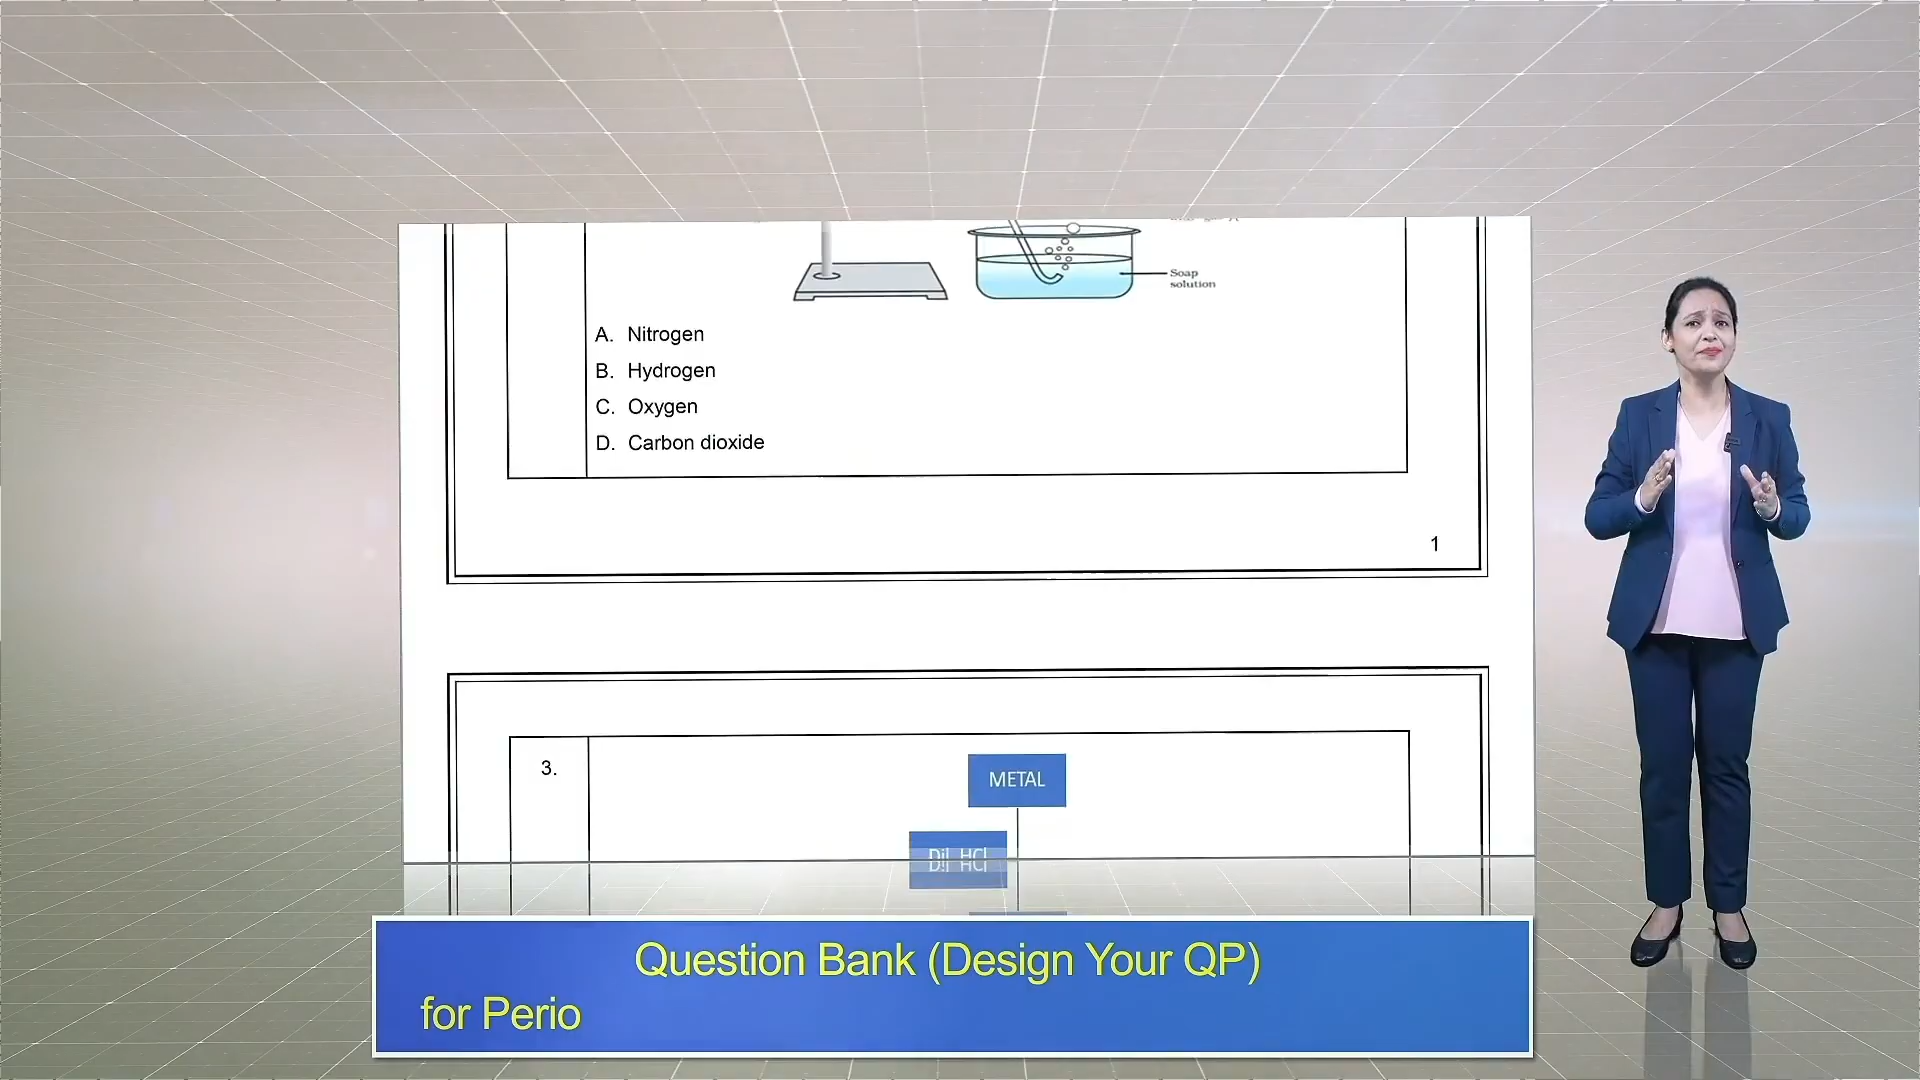 Soap
solution
A. Nitrogen
B. Hydrogen
C. Oxygen
D. Carbon dioxide
1
3.
METAL
Dil HCl
Question Bank (Design Your QP)
for Perio